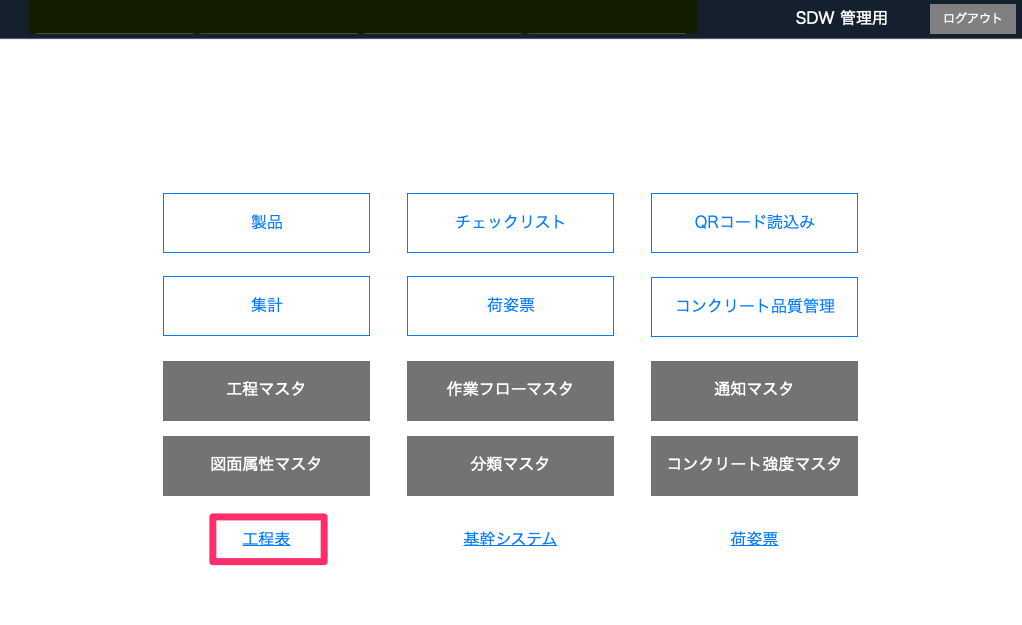 SDW 管理用
ログアウト
製品
チェックリスト
QRコード読込み
集計
荷姿票
コンクリート品質管理
工程マスタ
作業フローマスタ
通知マスタ
図面属性マスタ
分類マスタ
コンクリート強度マスタ
工程表
基幹システム
荷姿票